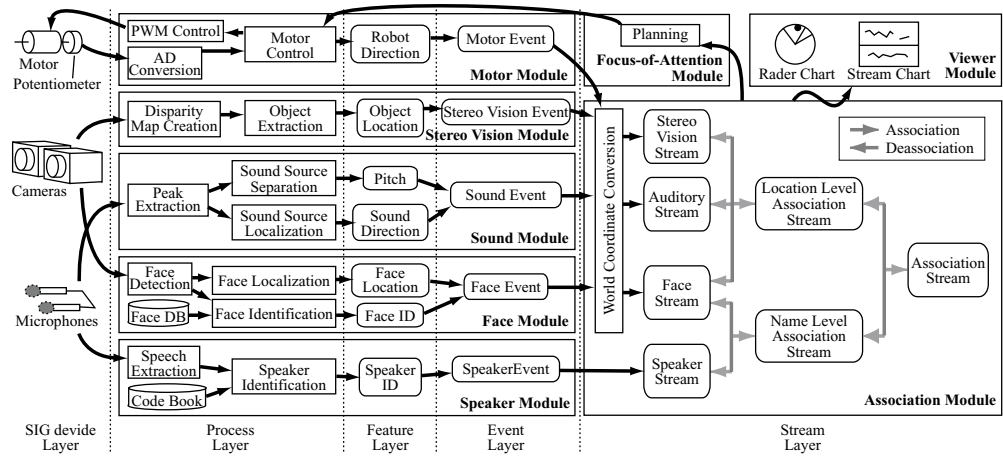 PWM Control
Motor
Control
Robot
Direction
Motor Event
AD
Conversion
Motor
Potentiometer
Motor Module
Planning
Focus-of-Attention
Module
Rader Chart
Stream Chart
Viewer
Module
Disparity
Map Creation
Object
Extraction
Object
Location
Stereo Vision Event
Stereo Vision Module
Cameras
Peak
Extraction
Sound Source
Separation
Pitch
Sound Source
Localization
Sound
Direction
Sound Event
Sound Module
Face
Detection
Face Localization
Face
Location
Face DB
Face Identification
Face ID
Face Event
Face Module
Microphones
Speech
Extraction
Code Book
Speaker
Identification
Speaker
ID
SpeakerEvent
Speaker Module
World Coordinate Conversion
Stereo
Vision
Stream
Auditory
Stream
Face
Stream
Speaker
Stream
Association
Deassociation
Location Level
Association
Stream
Name Level
Association
Stream
Association
Stream
Association Module
SIG devide
Layer
Process
Layer
Feature
Layer
Event
Layer
Stream
Layer